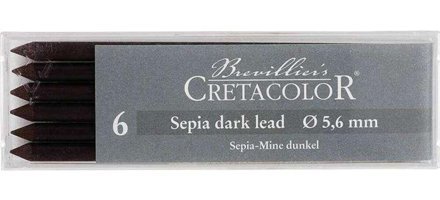 Brevillier's
CRETACOLOR
6 Sepia dark lead Ø 5,6 mm
Sepia-Mine dunkel